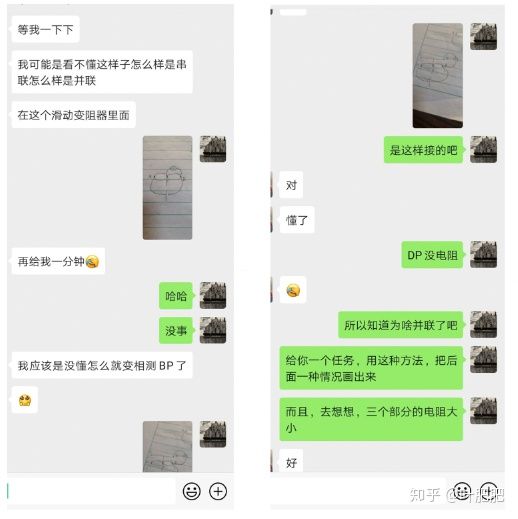 等我一下下
我可能是看不懂这样子怎么样是串
联怎么样是并联
在这个滑动变阻器里面
再给我一分钟
哈哈
没事
我应该是没懂怎么就变相测BP了
是这样接的吧
对
懂了
DP没电阻
所以知道为啥并联了吧
给你一个任务，用这种方法，把后
面一种情况画出来
而且，去想想，三个部分的电阻大
小
好